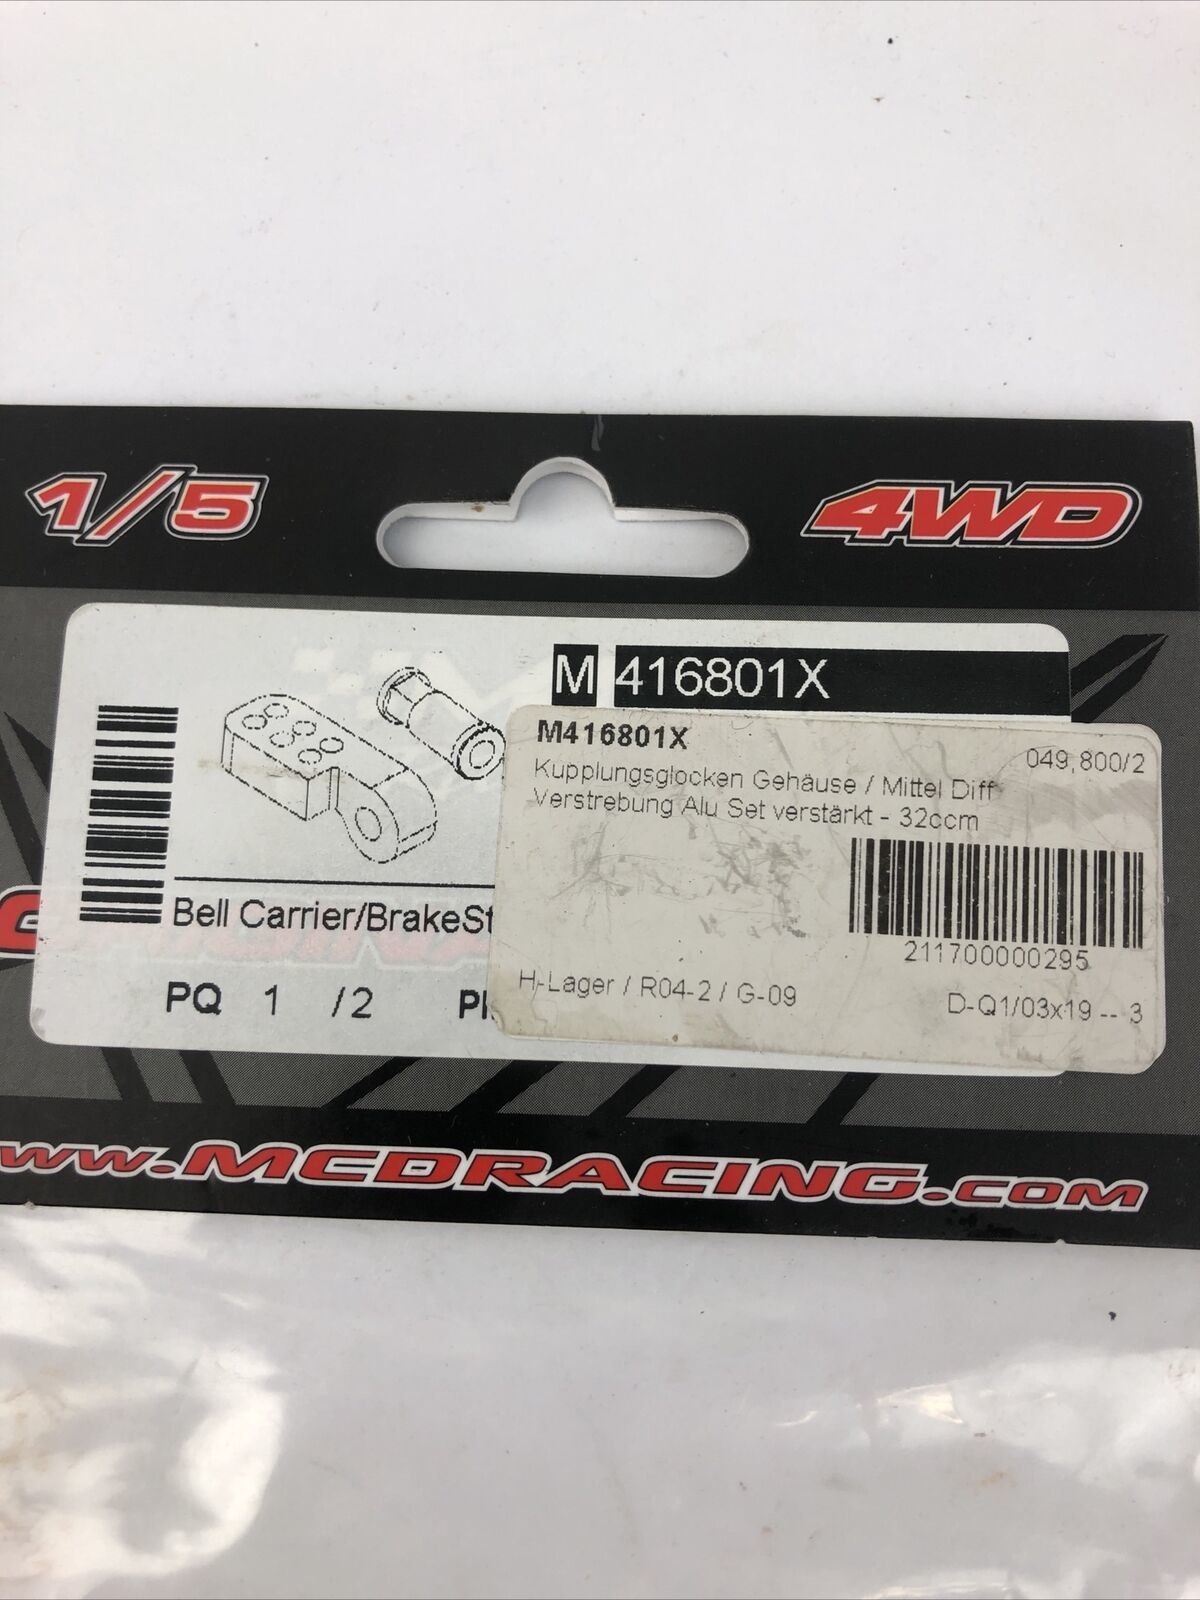 1/5
4WD
M 416801X
M416801X
049,800/2
Kupplungsglocken Gehäuse / Mittel Diff
Verstrebung Alu Set verstärkt - 32ccm
211700000295
H-Lager / R04-2 / G-09
D-Q1/03x19 -- 3
Bell Carrier/BrakeSt
PQ 1 /2
ww.MCDRACING.COM